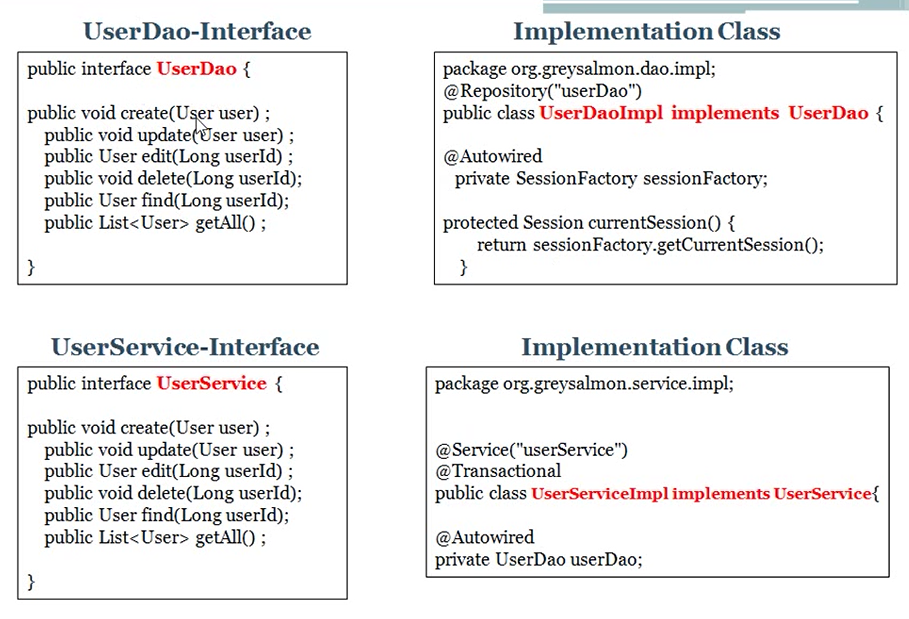 UserDao-Interface
public interface UserDao {
public void create(User user) ;
public void update(User user) ;
public User edit(Long userId) ;
public void delete(Long userId);
public User find(Long userId);
public List<User> getAll() ;
}
Implementation Class
package org.greysalmon.dao.impl;
@Repository("userDao")
public class UserDaoImpl implements UserDao {
@Autowired
private SessionFactory sessionFactory;
protected Session currentSession() {
return sessionFactory.getCurrentSession();
}
UserService-Interface
public interface UserService {
public void create(User user) ;
public void update(User user) ;
public User edit(Long userId) ;
public void delete(Long userId);
public User find(Long userId);
public List<User> getAll() ;
}
Implementation Class
package org.greysalmon.service.impl;
@Service("userService")
@Transactional
public class UserServiceImpl implements UserService{
@Autowired
private UserDao userDao;